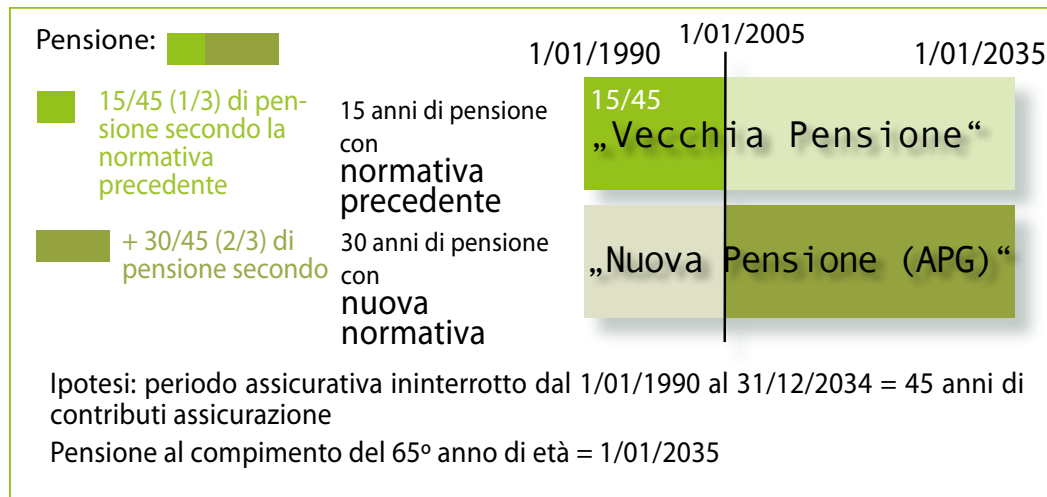 Pensione:
1/01/1990
1/01/2005
1/01/2035
15/45 (1/3) di pen-
sione secondo la
normativa
precedente
15 anni di pensione
con
normativa
precedente
15/45
„Vecchia Pensione“
+ 30/45 (2/3) di
pensione secondo
30 anni di pensione
con
nuova
normativa
„Nuova Pensione (APG)“
Ipotesi: periodo assicurativa ininterrotto dal 1/01/1990 al 31/12/2034 = 45 anni di
contributi assicurazione
Pensione al compimento del 65º anno di età = 1/01/2035